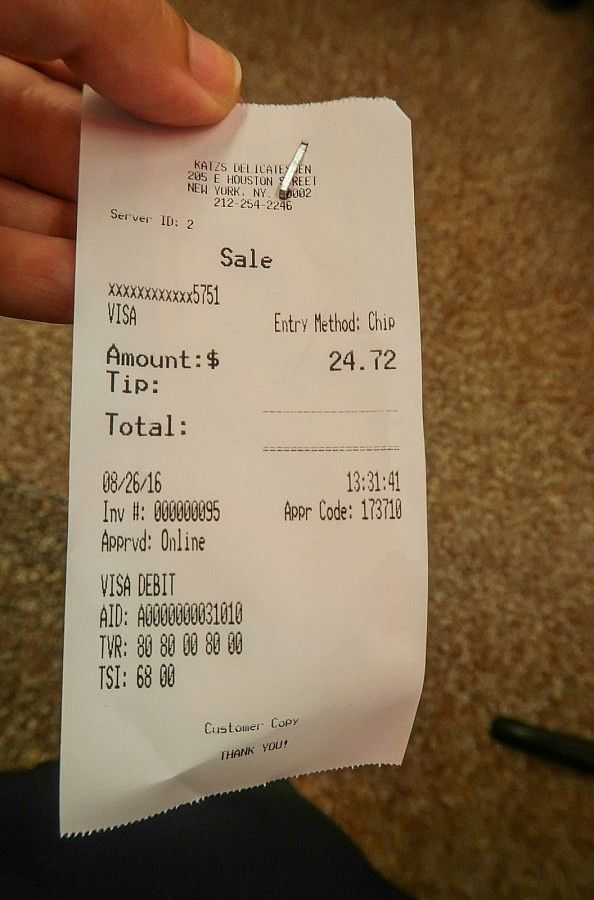 KATZS DELICATESSEN
205 E HOUSTON STREET
NEW YORK, NY.
212-254-2246
Server ID: 2
Sale
xxxxxxxxxxxx5751
VISA
Entry Method: Chip
Amount:$ 24.72
Tip:
Total:
08/26/16 13:31:41
Inv #: 000000095 Appr Code: 173710
Apprvd: Online
VISA DEBIT
AID: A0000000031010
TVR: 80 80 00 80 00
TSI: 68 00
Customer Copy
THANK YOU!